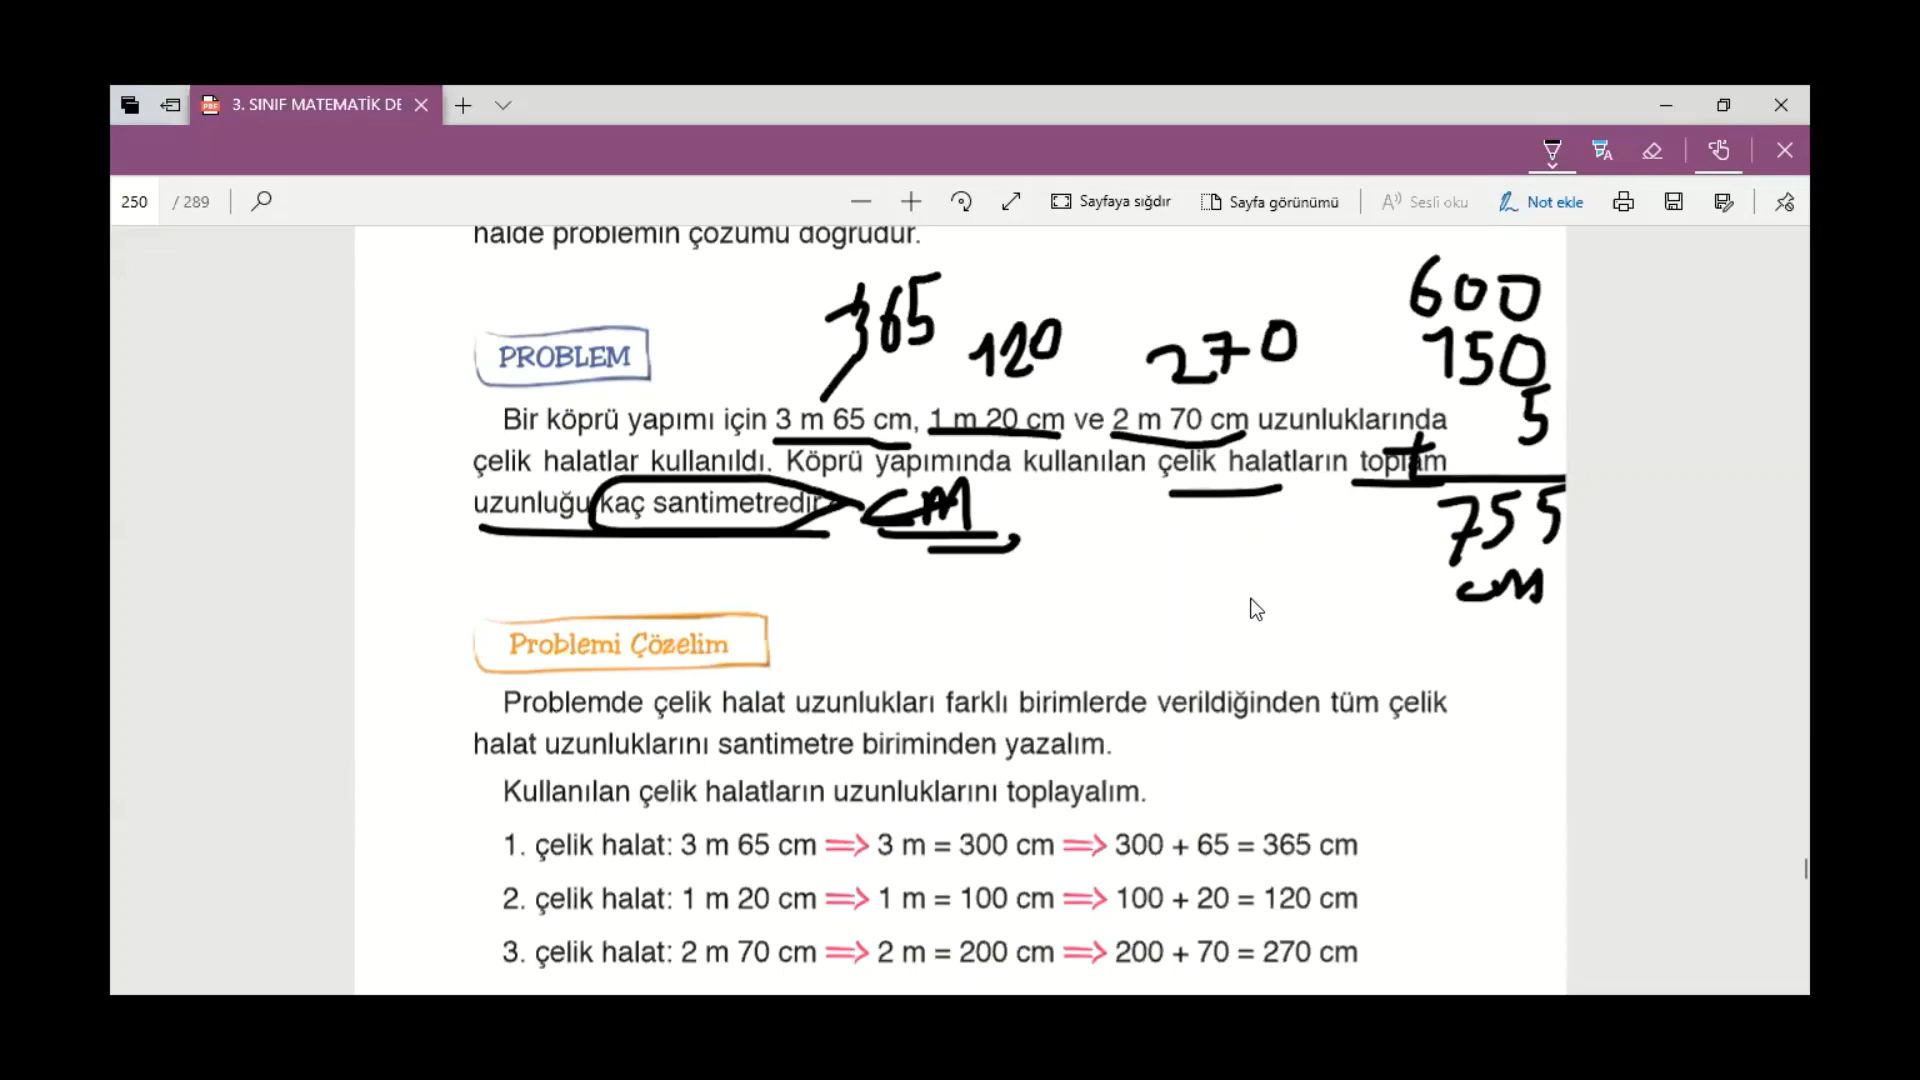 3. SINIF MATEMATİK DE
250 / 289
Sayfaya sığdır
Sayfa görünümü
Sesli oku
Not ekle
halde problemin çözümü doğrudur.
365 120 270
600
150
5
+
755
cm
PROBLEM
Bir köprü yapımı için 3 m 65 cm, 1 m 20 cm ve 2 m 70 cm uzunluklarında
çelik halatlar kullanıldı. Köprü yapımında kullanılan çelik halatların toplam
uzunluğu kaç santimetredir
cm
Problemi Çözelim
Problemde çelik halat uzunlukları farklı birimlerde verildiğinden tüm çelik
halat uzunluklarını santimetre biriminden yazalım.
Kullanılan çelik halatların uzunluklarını toplayalım.
1. çelik halat: 3 m 65 cm => 3 m = 300 cm => 300 + 65 = 365 cm
2. çelik halat: 1 m 20 cm => 1 m = 100 cm => 100 + 20 = 120 cm
3. çelik halat: 2 m 70 cm => 2 m = 200 cm => 200 + 70 = 270 cm